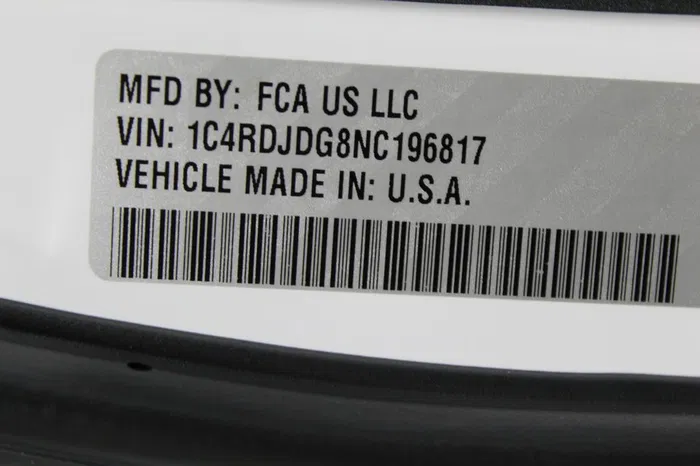 MFD BY: FCA US LLC
VIN: 1C4RDJDG8NC196817
VEHICLE MADE IN: U.S.A.